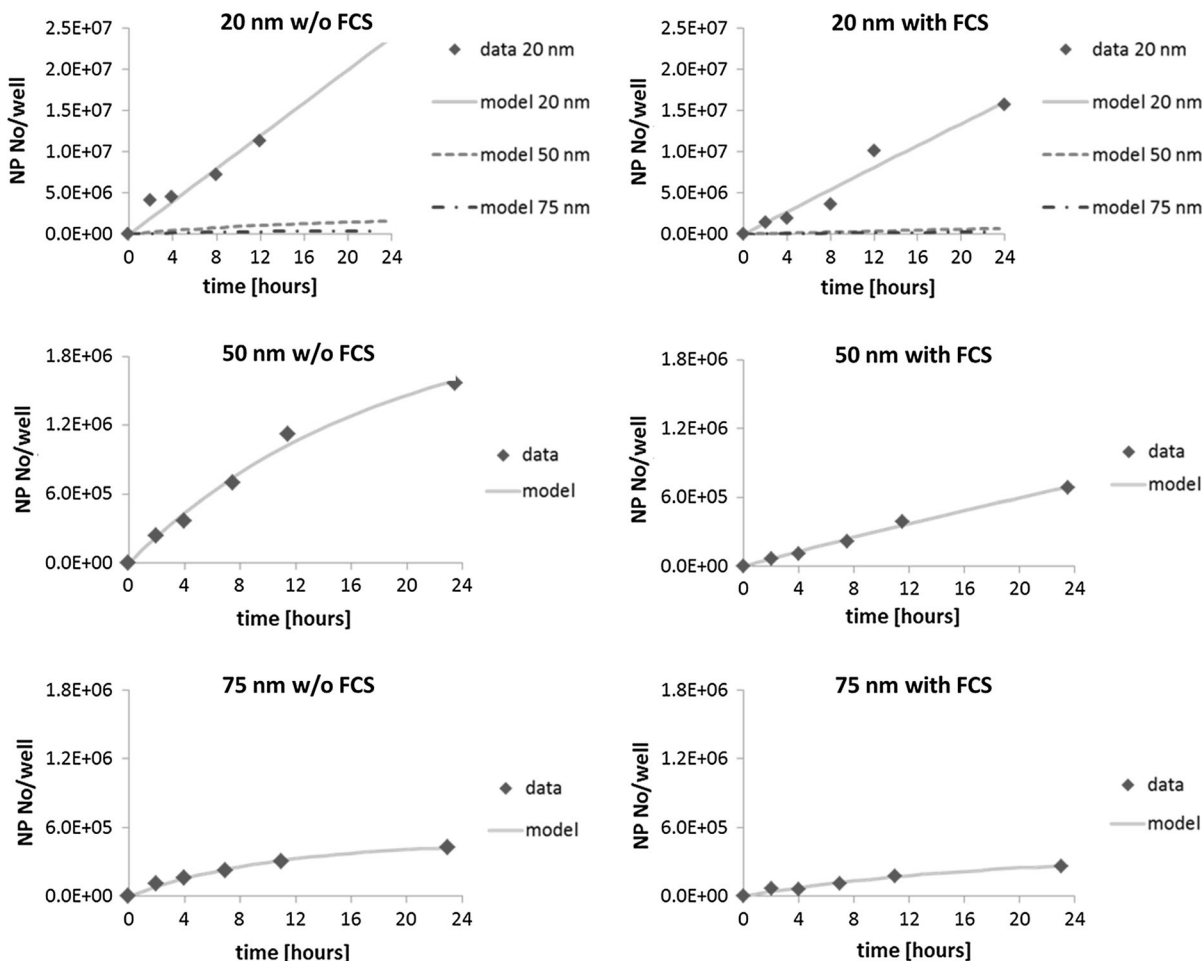 20 nm w/o FCS
NP No/well
2.5E+07
2.0E+07
1.5E+07
1.0E+07
5.0E+06
0.0E+00
0 4 8 12 16 20 24
time [hours]
data 20 nm
model 20 nm
model 50 nm
model 75 nm
20 nm with FCS
NP No/well
2.5E+07
2.0E+07
1.5E+07
1.0E+07
5.0E+06
0.0E+00
0 4 8 12 16 20 24
time [hours]
data 20 nm
model 20 nm
model 50 nm
model 75 nm
50 nm w/o FCS
NP No/well
1.8E+06
1.2E+06
6.0E+05
0.0E+00
0 4 8 12 16 20 24
time [hours]
data
model
50 nm with FCS
NP No/well
1.8E+06
1.2E+06
6.0E+05
0.0E+00
0 4 8 12 16 20 24
time [hours]
data
model
75 nm w/o FCS
NP No/well
1.8E+06
1.2E+06
6.0E+05
0.0E+00
0 4 8 12 16 20 24
time [hours]
data
model
75 nm with FCS
NP No/well
1.8E+06
1.2E+06
6.0E+05
0.0E+00
0 4 8 12 16 20 24
time [hours]
data
model